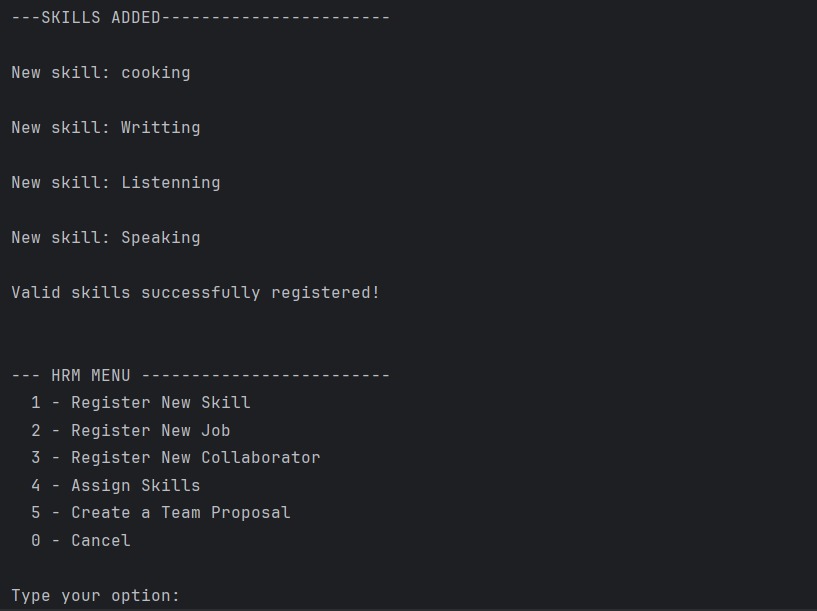 ---SKILLS ADDED-----------------------
New skill: cooking
New skill: Writting
New skill: Listenning
New skill: Speaking
Valid skills successfully registered!
--- HRM MENU -------------------------
1 - Register New Skill
2 - Register New Job
3 - Register New Collaborator
4 - Assign Skills
5 - Create a Team Proposal
0 - Cancel
Type your option: